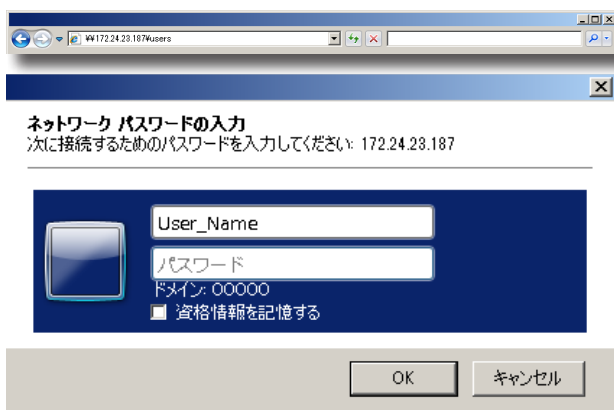 ¥¥172.24.23.187¥users
ネットワーク パスワードの入力
次に接続するためのパスワードを入力してください: 172.24.23.187
User_Name
パスワード
ドメイン: 00000
資格情報を記憶する
OK
キャンセル